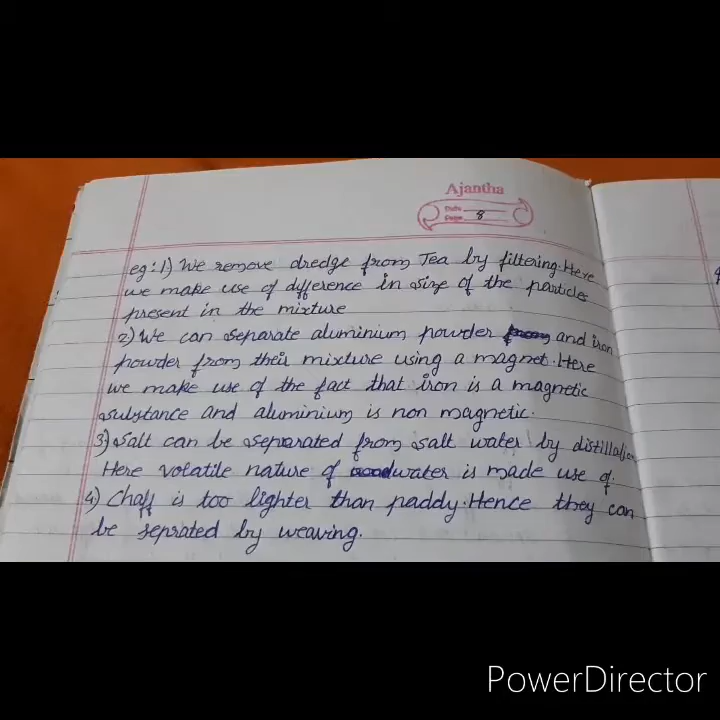 Ajantha
Date
Page 8
eg: 1) We remove dredge from Tea by filtering. Here
we make use of difference in size of the particles
present in the mixture
2) We can separate aluminium powder and iron
powder from their mixture using a magnet. Here
we make use of the fact that iron is a magnetic
substance and aluminium is non magnetic.
3) Salt can be separated from salt water by distillation
Here volatile nature of water is made use of.
4) Chaff is too lighter than paddy. Hence they can
be seprated by weaving.
PowerDirector